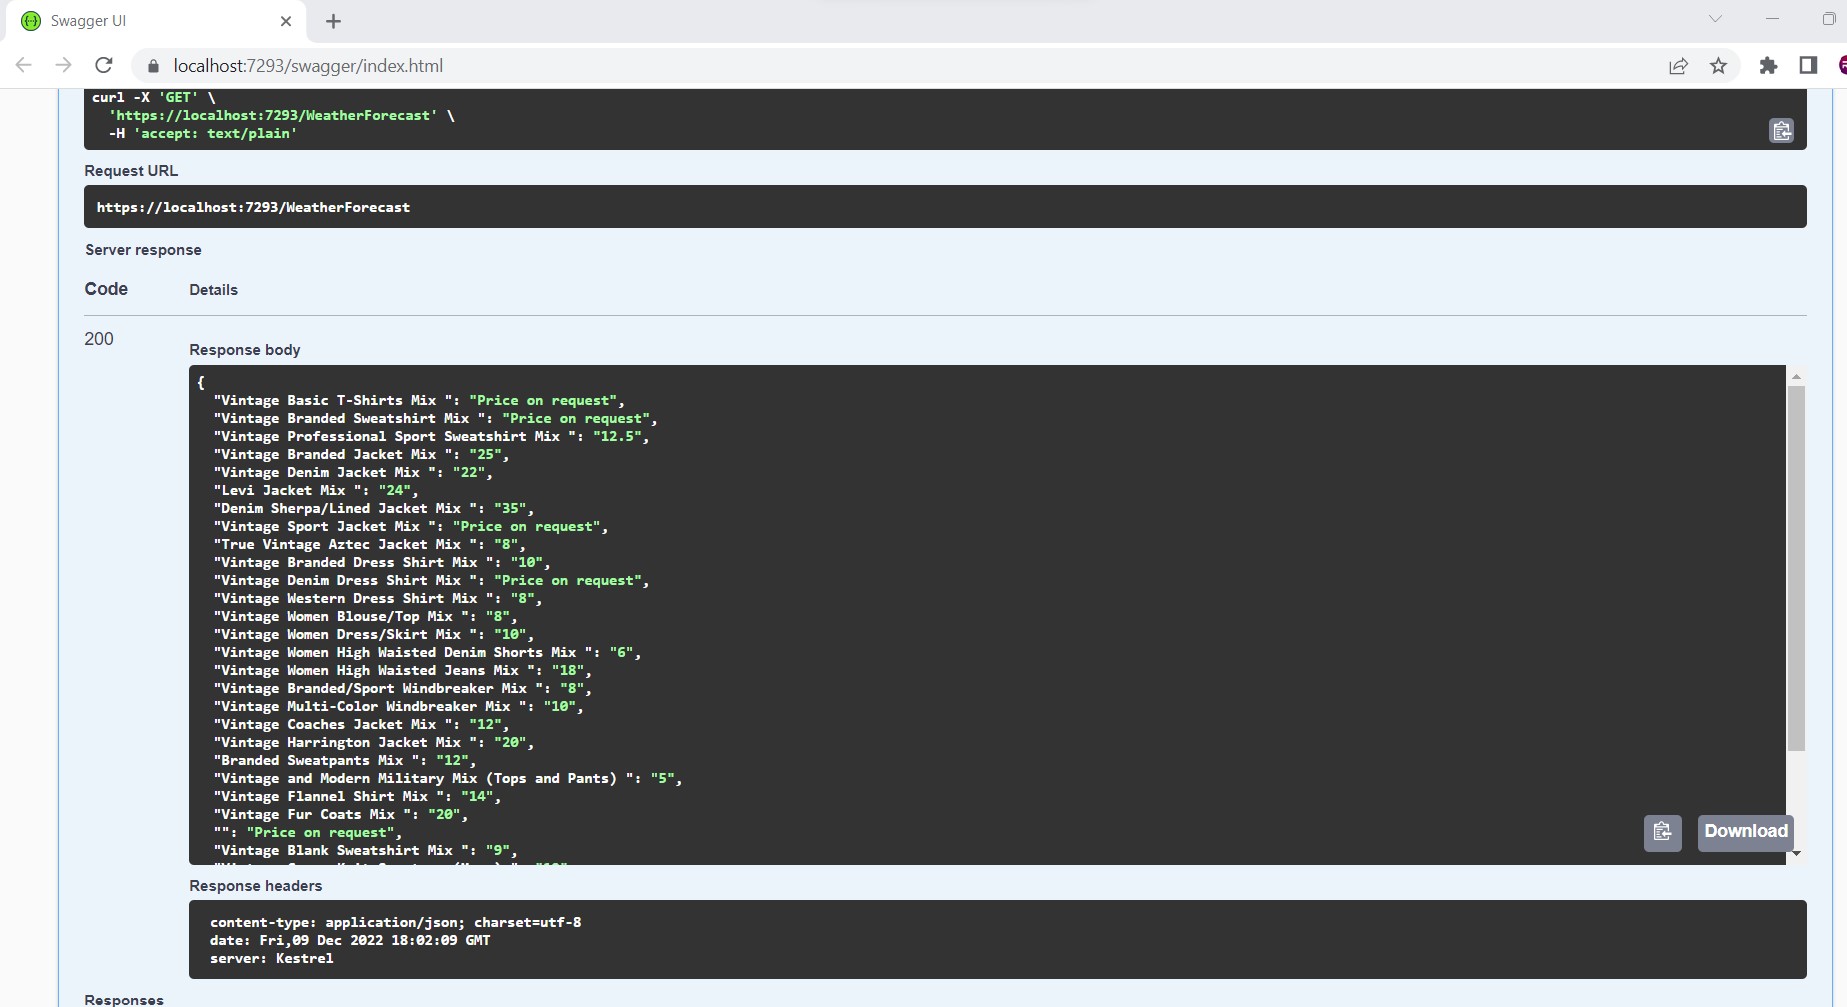 Swagger UI
localhost:7293/swagger/index.html
curl -X 'GET' \
'https://localhost:7293/WeatherForecast' \
-H 'accept: text/plain'
Request URL
https://localhost:7293/WeatherForecast
Server response
Code Details
200
Response body
{
"Vintage Basic T-Shirts Mix ": "Price on request",
"Vintage Branded Sweatshirt Mix ": "Price on request",
"Vintage Professional Sport Sweatshirt Mix ": "12.5",
"Vintage Branded Jacket Mix ": "25",
"Vintage Denim Jacket Mix ": "22",
"Levi Jacket Mix ": "24",
"Denim Sherpa/Lined Jacket Mix ": "35",
"Vintage Sport Jacket Mix ": "Price on request",
"True Vintage Aztec Jacket Mix ": "8",
"Vintage Branded Dress Shirt Mix ": "10",
"Vintage Denim Dress Shirt Mix ": "Price on request",
"Vintage Western Dress Shirt Mix ": "8",
"Vintage Women Blouse/Top Mix ": "8",
"Vintage Women Dress/Skirt Mix ": "10",
"Vintage Women High Waisted Denim Shorts Mix ": "6",
"Vintage Women High Waisted Jeans Mix ": "18",
"Vintage Branded/Sport Windbreaker Mix ": "8",
"Vintage Multi-Color Windbreaker Mix ": "10",
"Vintage Coaches Jacket Mix ": "12",
"Vintage Harrington Jacket Mix ": "20",
"Branded Sweatpants Mix ": "12",
"Vintage and Modern Military Mix (Tops and Pants) ": "5",
"Vintage Flannel Shirt Mix ": "14",
"Vintage Fur Coats Mix ": "20",
"": "Price on request",
"Vintage Blank Sweatshirt Mix ": "9",
Download
Response headers
content-type: application/json; charset=utf-8
date: Fri,09 Dec 2022 18:02:09 GMT
server: Kestrel
Responses